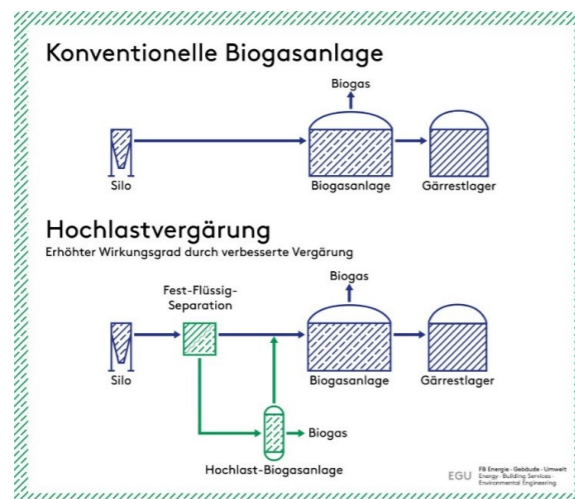 Konventionelle Biogasanlage
Biogas
Silo
Biogasanlage
Gärrestlager
Hochlastvergärung
Erhöhter Wirkungsgrad durch verbesserte Vergärung
Fest-Flüssig-
Separation
Biogas
Silo
Biogasanlage
Gärrestlager
Biogas
Hochlast-Biogasanlage
EGU
FB Energie · Gebäude · Umwelt
Energy · Building Services ·
Environmental Engineering